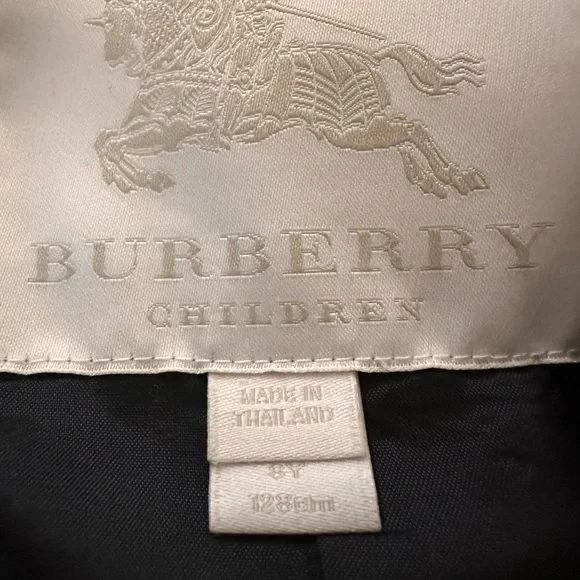 BURBERRY
CHILDREN
MADE IN
THAILAND
8Y
128cm